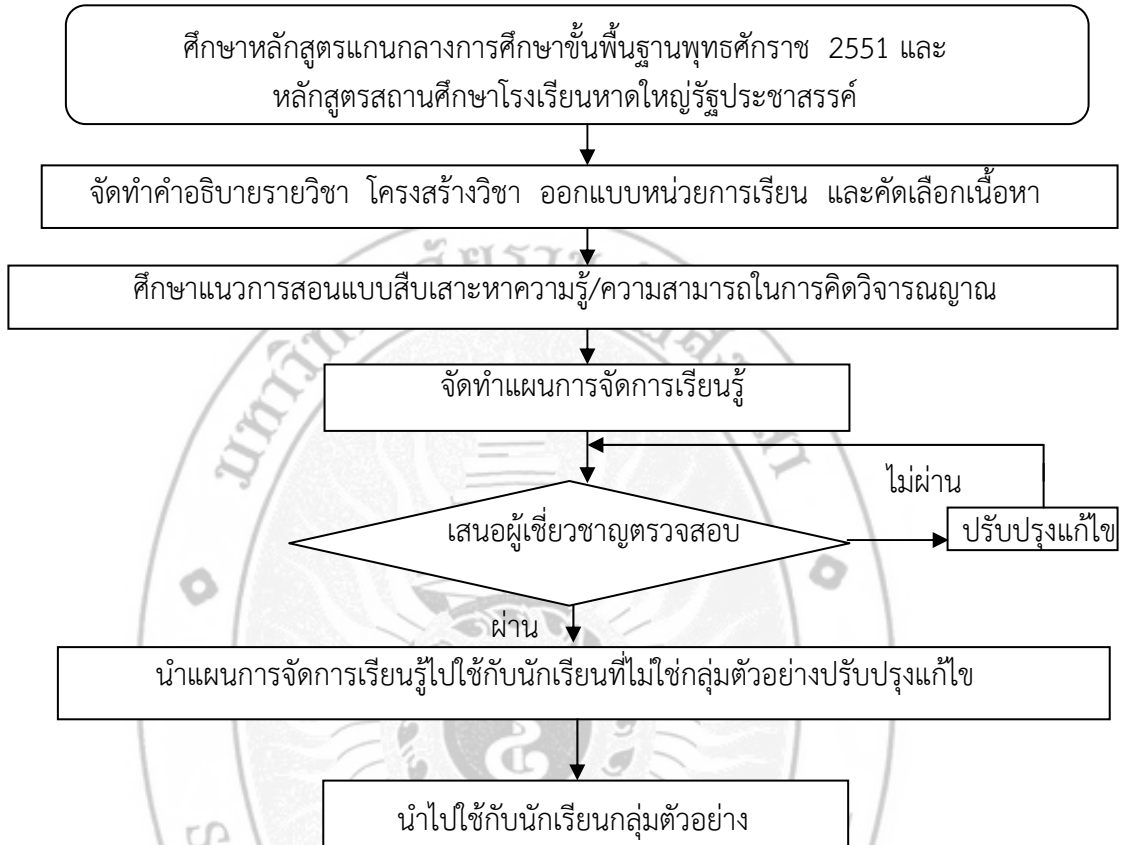 ศึกษาหลักสูตรแกนกลางการศึกษาขั้นพื้นฐานพุทธศักราช 2551 และ
หลักสูตรสถานศึกษาโรงเรียนหาดใหญ่รัฐประชาสรรค์
จัดทำคำอธิบายรายวิชา โครงสร้างวิชา ออกแบบหน่วยการเรียน และคัดเลือกเนื้อหา
ศึกษาแนวการสอนแบบสืบเสาะหาความรู้/ความสามารถในการคิดวิจารณญาณ
จัดทำแผนการจัดการเรียนรู้
ไม่ผ่าน
เสนอผู้เชี่ยวชาญตรวจสอบ
ปรับปรุงแก้ไข
ผ่าน
นำแผนการจัดการเรียนรู้ไปใช้กับนักเรียนที่ไม่ใช่กลุ่มตัวอย่างปรับปรุงแก้ไข
นำไปใช้กับนักเรียนกลุ่มตัวอย่าง